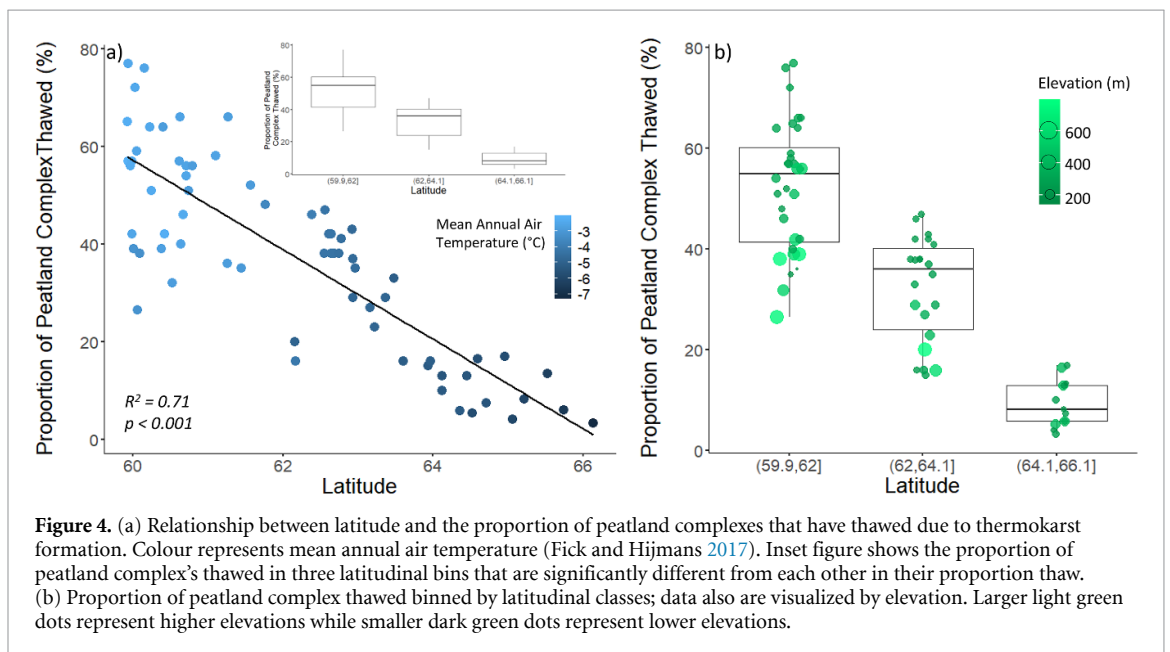 a)
Proportion of Peatland ComplexThawed (%)
80
60
40
20
0
60
62
64
66
Latitude
R² = 0.71
p < 0.001
Proportion of Peatland
Complex Thawed (%)
80
60
40
20
0
(59.9,62]
(62,64.1]
(64.1,66.1]
Latitude
Mean Annual Air
Temperature (°C)
-3
-4
-5
-6
-7
b)
Proportion of Peatland Complex Thawed (%)
80
60
40
20
0
(59.9,62]
(62,64.1]
(64.1,66.1]
Latitude
Elevation (m)
600
400
200
Figure 4. (a) Relationship between latitude and the proportion of peatland complexes that have thawed due to thermokarst
formation. Colour represents mean annual air temperature (Fick and Hijmans 2017). Inset figure shows the proportion of
peatland complex's thawed in three latitudinal bins that are significantly different from each other in their proportion thaw.
(b) Proportion of peatland complex thawed binned by latitudinal classes; data also are visualized by elevation. Larger light green
dots represent higher elevations while smaller dark green dots represent lower elevations.